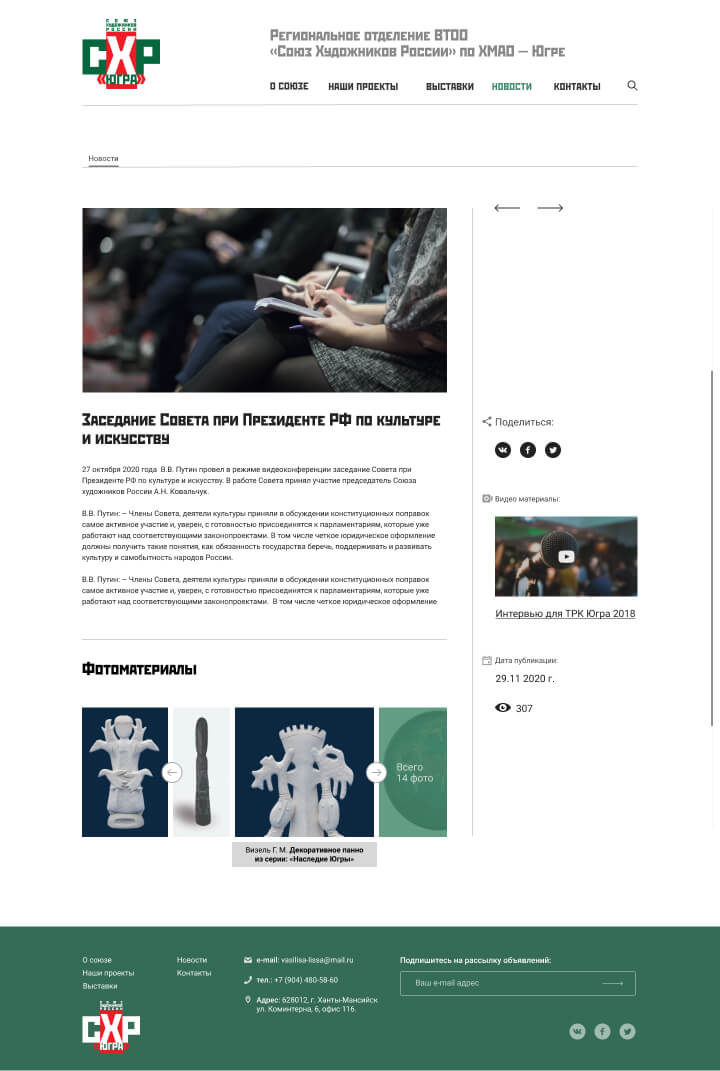 СОЮЗ
ХУДОЖНИКОВ
РОССИИ
СХР
«ЮГРА»
Региональное отделение ВТОО
«Союз Художников России» по ХМАО — Югре
О СОЮЗЕ НАШИ ПРОЕКТЫ ВЫСТАВКИ НОВОСТИ КОНТАКТЫ
Новости
Заседание Совета при Президенте РФ по культуре
и искусству
27 октября 2020 года В.В. Путин провел в режиме видеоконференции заседание Совета при
Президенте РФ по культуре и искусству. В работе Совета принял участие председатель Союза
художников России А.Н. Ковальчук.
В.В. Путин: – Члены Совета, деятели культуры приняли в обсуждении конституционных поправок
самое активное участие и, уверен, с готовностью присоединятся к парламентариям, которые уже
работают над соответствующими законопроектами. В том числе четкое юридическое оформление
должны получить такие понятия, как обязанность государства беречь, поддерживать и развивать
культуру и самобытность народов России.
В.В. Путин: – Члены Совета, деятели культуры приняли в обсуждении конституционных поправок
самое активное участие и, уверен, с готовностью присоединятся к парламентариям, которые уже
работают над соответствующими законопроектами. В том числе четкое юридическое оформление
Поделиться:
Видео материалы:
Интервью для ТРК Югра 2018
Дата публикации:
29.11 2020 г.
307
Фотоматериалы
Всего
14 фото
Визель Г. М. Декоративное панно
из серии: «Наследие Югры»
О союзе
Наши проекты
Выставки
Новости
Контакты
e-mail: vasilisa-lissa@mail.ru
тел.: +7 (904) 480-58-60
Адрес: 628012, г. Ханты-Мансийск
ул. Коминтерна, 6, офис 116.
Подпишитесь на рассылку объявлений:
Ваш e-mail адрес
СОЮЗ
ХУДОЖНИКОВ
РОССИИ
СХР
«ЮГРА»